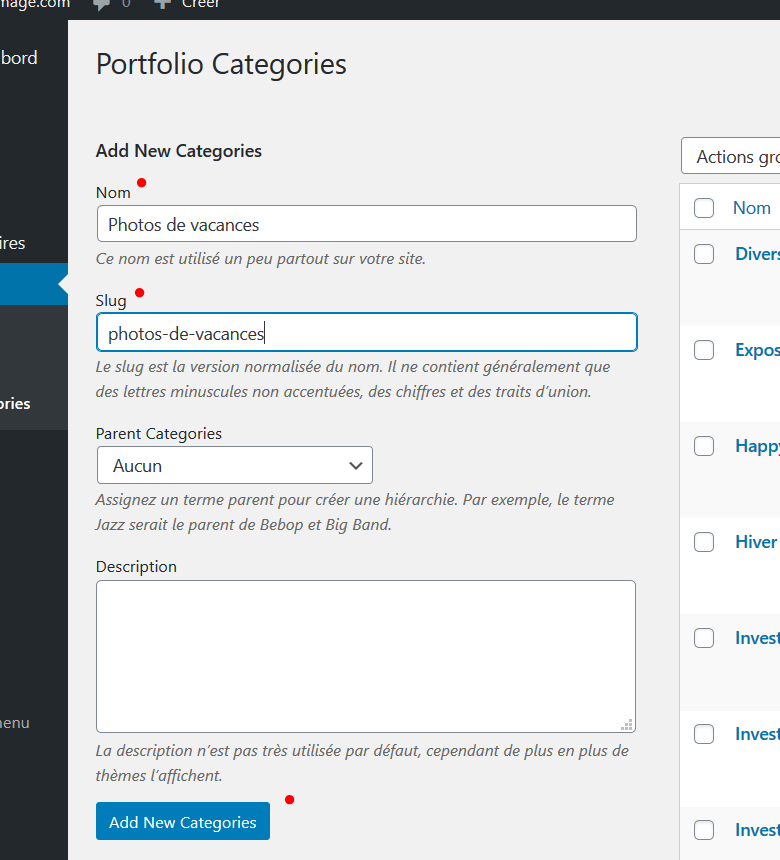 mage.com 0 Créer
bord
Portfolio Categories
Add New Categories
Actions gro
Nom
Nom
Photos de vacances
ires
Divers
Ce nom est utilisé un peu partout sur votre site.
Slug
photos-de-vacances
Expos
Le slug est la version normalisée du nom. Il ne contient généralement que
des lettres minuscules non accentuées, des chiffres et des traits d’union.
ories
Parent Categories
Happy
Aucun
Assignez un terme parent pour créer une hiérarchie. Par exemple, le terme
Jazz serait le parent de Bebop et Big Band.
Hiver
Description
Invest
menu
Invest
La description n’est pas très utilisée par défaut, cependant de plus en plus de
thèmes l’affichent.
Add New Categories
Invest